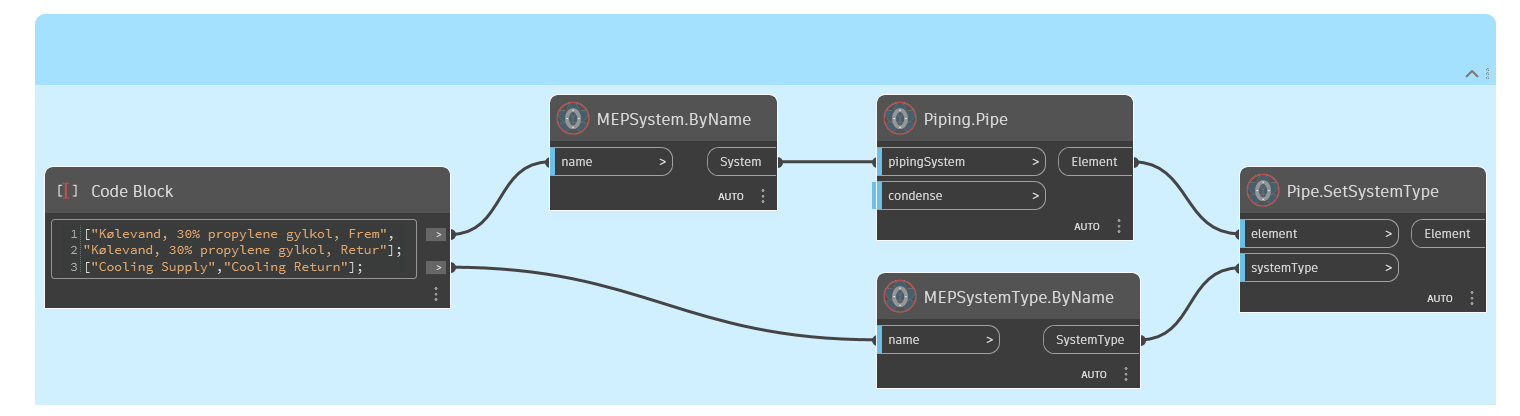 MEPSystem.ByName
name >
System
AUTO
Piping.Pipe
pipingSystem >
Element
condense >
AUTO
Code Block
1 ["Kølevand, 30% propylene gylkol, Frem", >
2 "Kølevand, 30% propylene gylkol, Retur"];
3 ["Cooling Supply","Cooling Return"]; >
Pipe.SetSystemType
element >
Element
systemType >
AUTO
MEPSystemType.ByName
name >
SystemType
AUTO